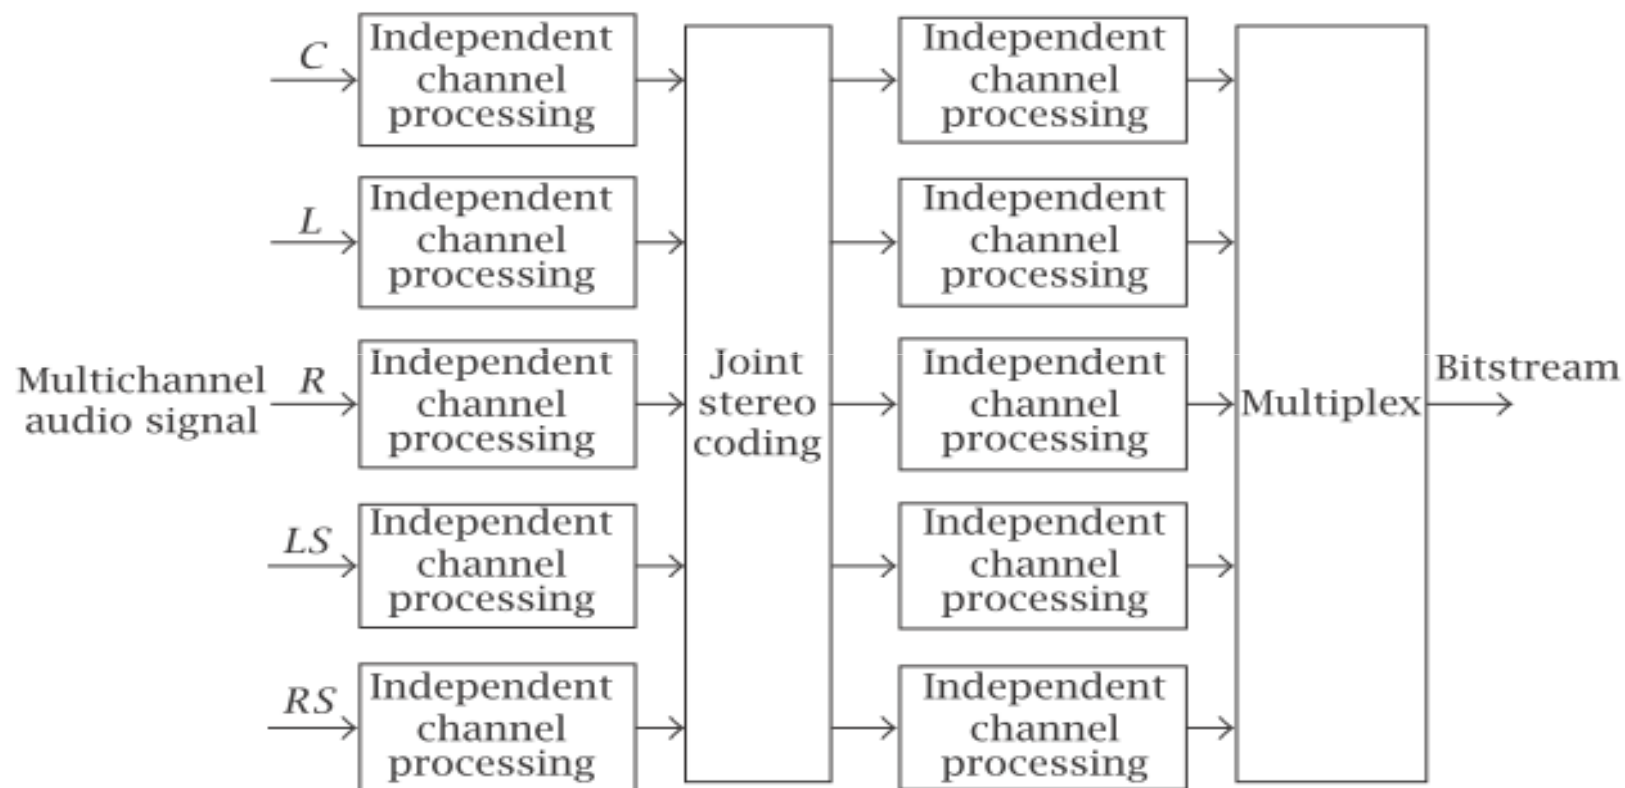 C
Independent
channel
processing
Independent
channel
processing
L
Independent
channel
processing
Independent
channel
processing
Multichannel
audio signal
R
Independent
channel
processing
Joint
stereo
coding
Independent
channel
processing
Multiplex
Bitstream
LS
Independent
channel
processing
Independent
channel
processing
RS
Independent
channel
processing
Independent
channel
processing